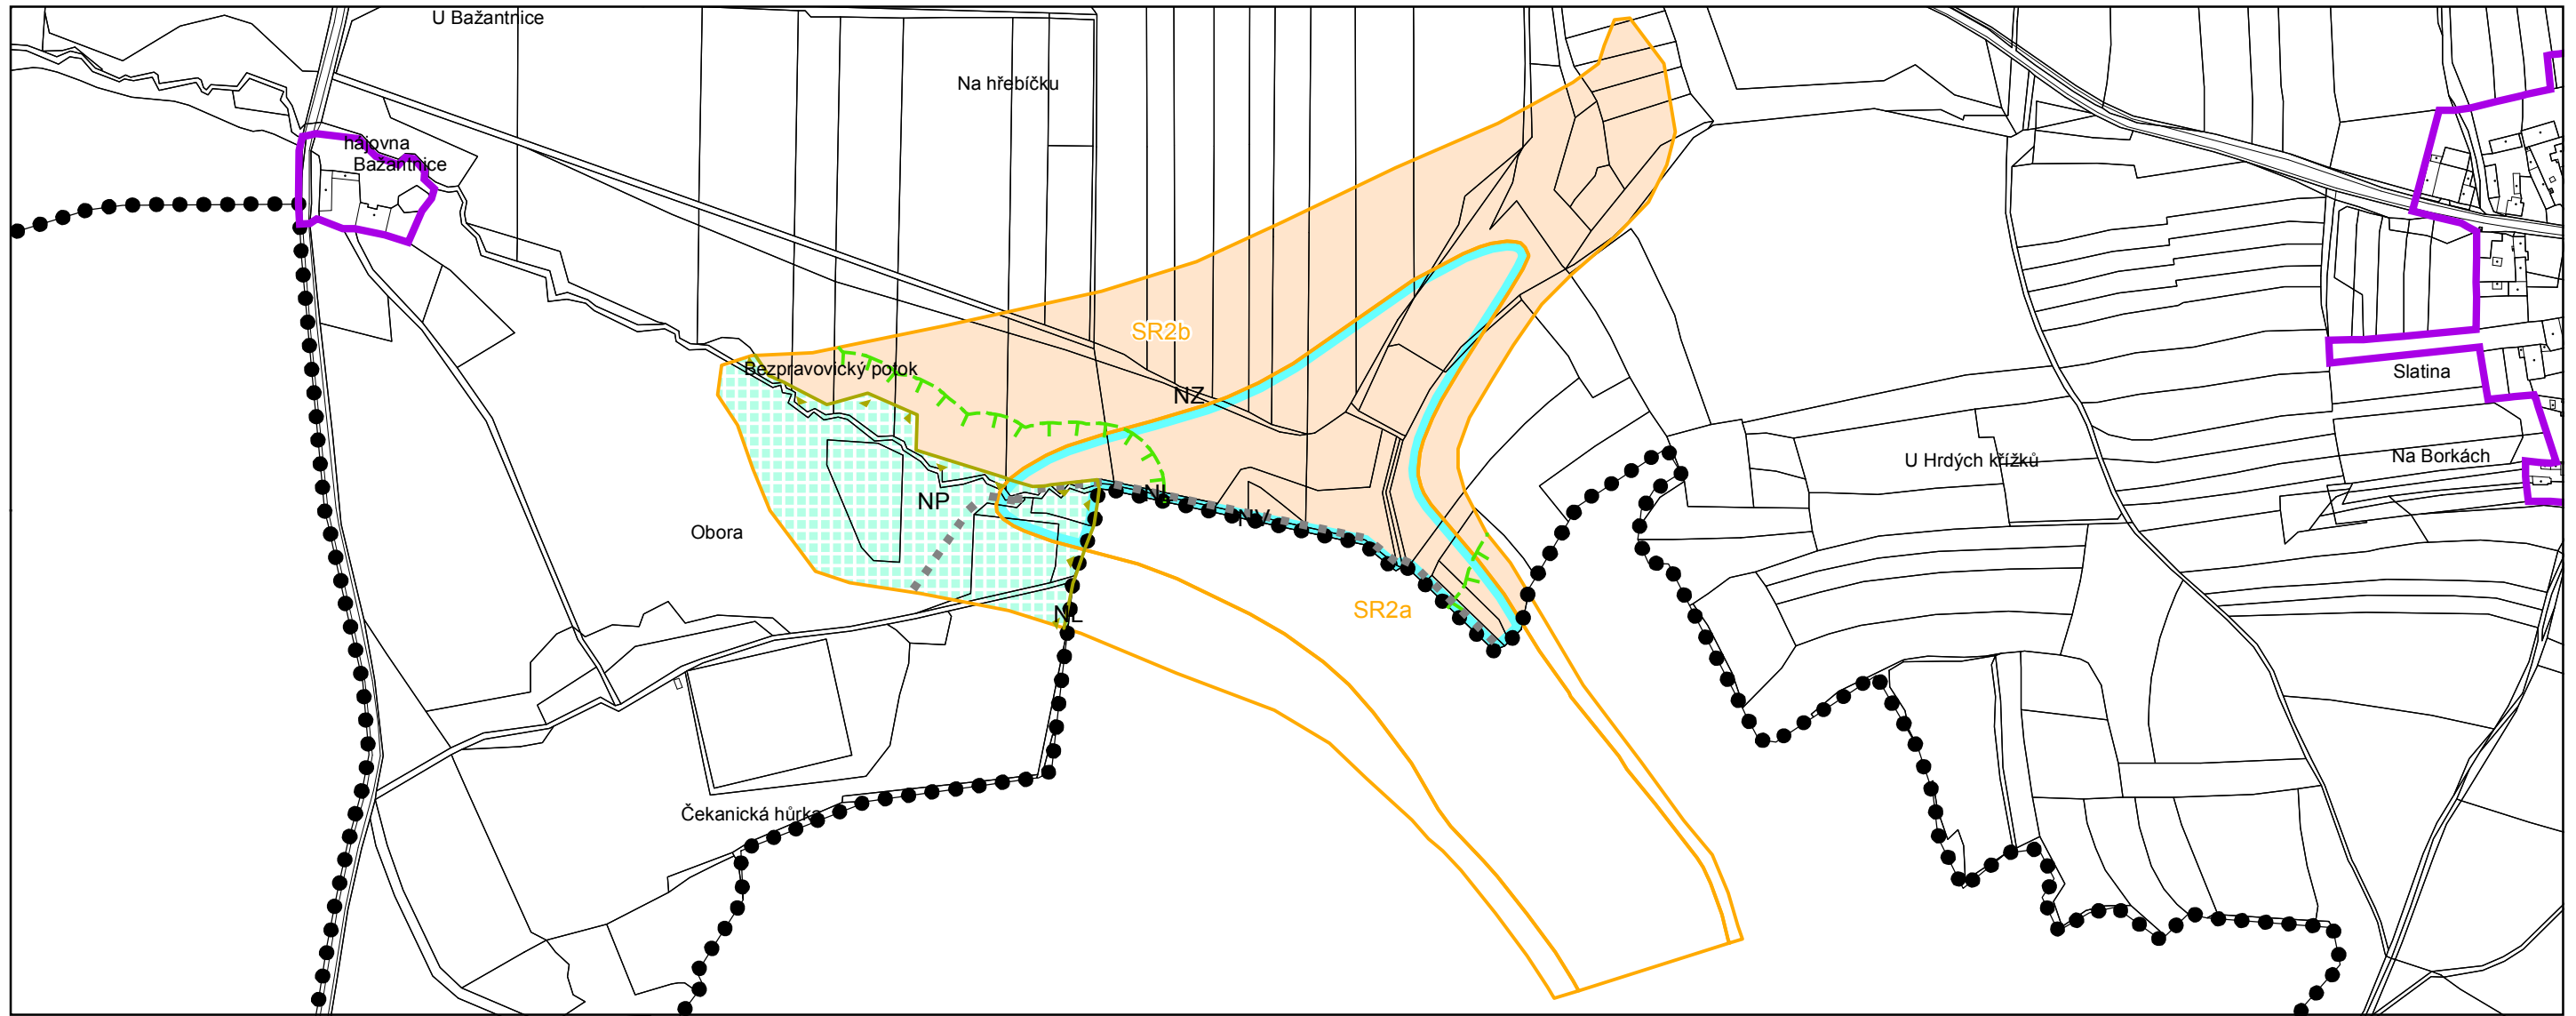 U Bažantnice
Na hřebíčku
hájovna
Bažantnice
SR2b
Bezpravovický potok
Slatina
NZ
U Hrdých křížků
Na Borkách
NP
NL
NV
Obora
SR2a
NL
Čekanická hůrka